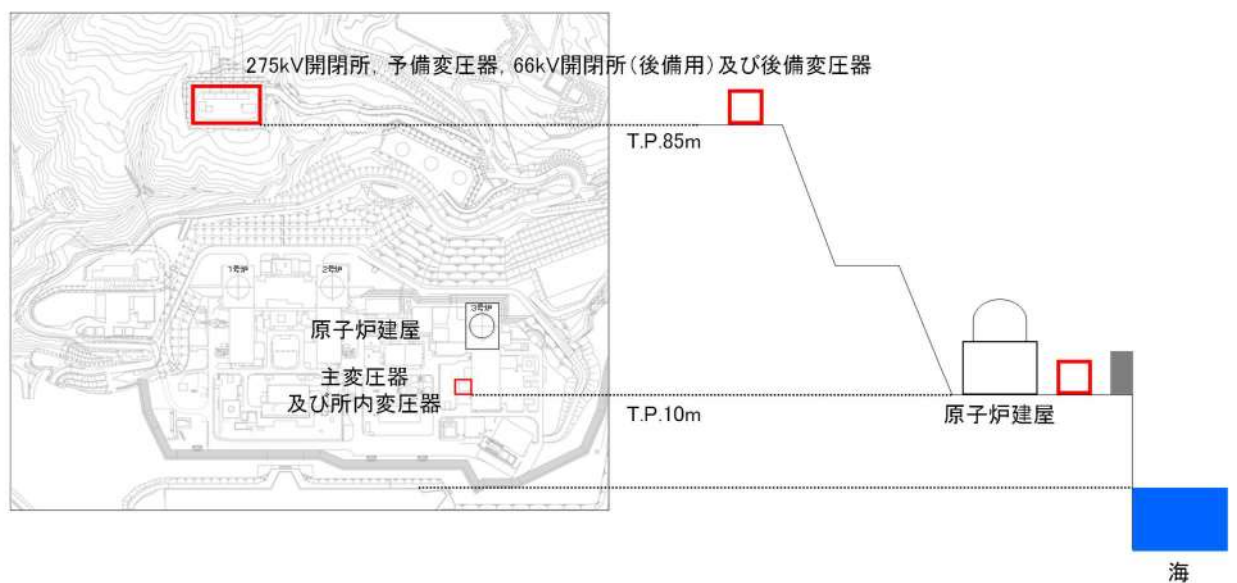 275kV開閉所，予備変圧器，66kV開閉所（後備用）及び後備変圧器
T.P.85m
1号炉
2号炉
3号炉
原子炉建屋
主変圧器
及び所内変圧器
T.P.10m
原子炉建屋
海